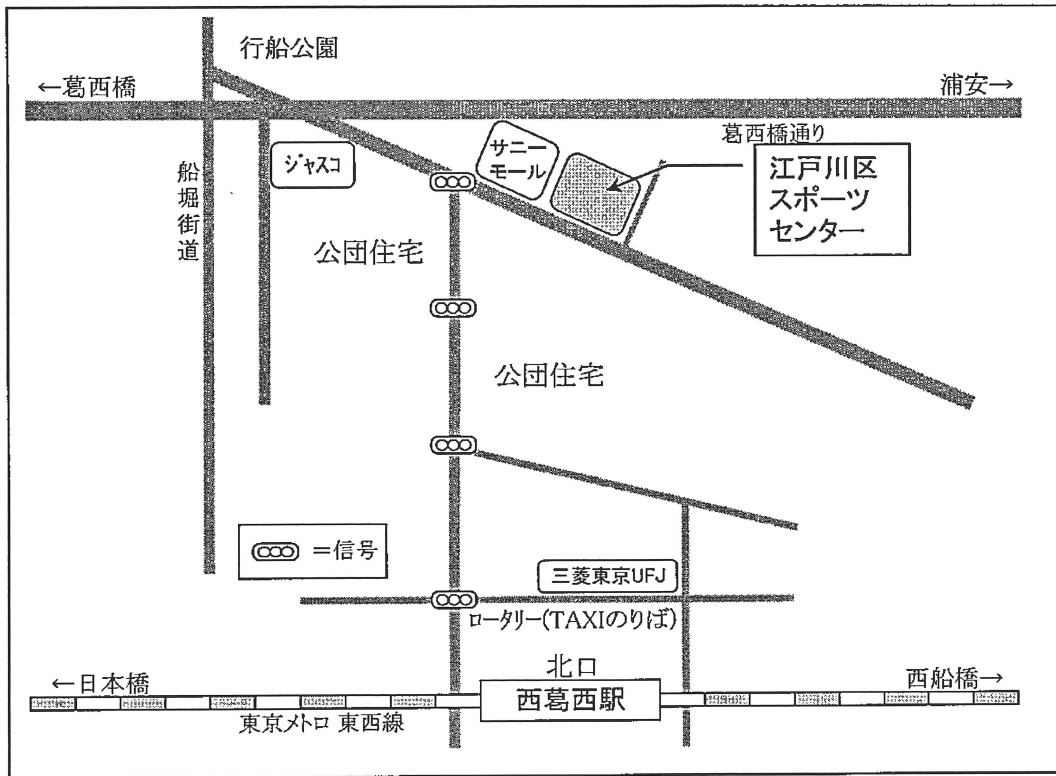 行船公園
←葛西橋
浦安→
葛西橋通り
船堀街道
ジャスコ
サニー
モール
江戸川区
スポーツ
センター
公団住宅
公団住宅
=信号
三菱東京UFJ
ロータリー(TAXIのりば)
北口
←日本橋
西葛西駅
西船橋→
東京メトロ 東西線